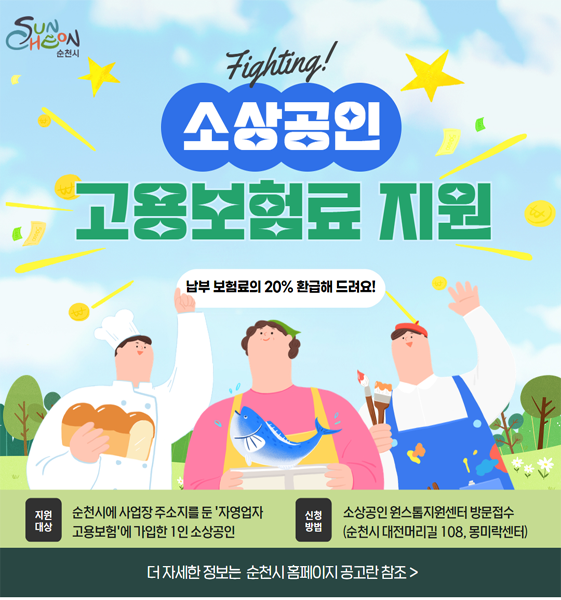 SUNCHEON
순천시
Fighting!
소상공인
고용보험료 지원
납부 보험료의 20% 환급해 드려요!
지원
대상
순천시에 사업장 주소지를 둔 '자영업자
고용보험'에 가입한 1인 소상공인
신청
방법
소상공인 원스톱지원센터 방문접수
(순천시 대전머리길 108, 몽미락센터)
더 자세한 정보는 순천시 홈페이지 공고란 참조 >